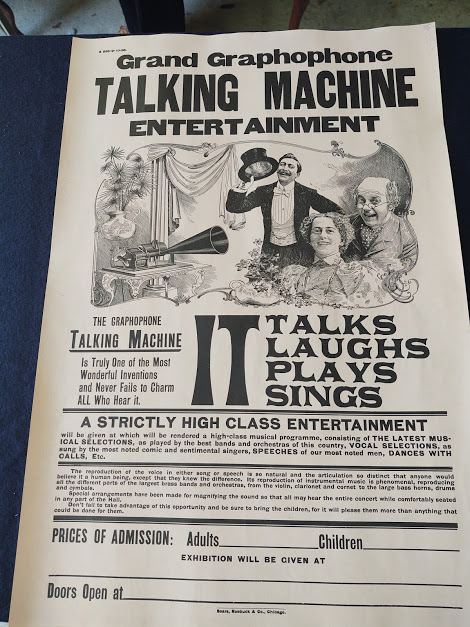 Grand Graphophone
TALKING MACHINE
ENTERTAINMENT
THE GRAPHOPHONE
TALKING MACHINE
Is Truly One of the Most
Wonderful Inventions
and Never Fails to Charm
ALL Who Hear it.
IT
TALKS
LAUGHS
PLAYS
SINGS
A STRICTLY HIGH CLASS ENTERTAINMENT
will be given at which will be rendered a high-class musical programme, consisting of THE LATEST MUS-
ICAL SELECTIONS, as played by the best bands and orchestras of this country, VOCAL SELECTIONS, as
sung by the most noted comic and sentimental singers, SPEECHES of our most noted men, DANCES WITH
CALLS, Etc.
The reproduction of the voice in either song or speech is so natural and the articulation so distinct that anyone would
believe it a human being, except that they knew the difference. Its reproduction of instrumental music is phenomenal, reproducing
all the different parts of the largest brass bands and orchestras, from the violin, clarionet and cornet to the large bass horns, drums
and cymbals.
Special arrangements have been made for magnifying the sound so that all may hear the entire concert while comfortably seated
in any part of the Hall.
Don't fail to take advantage of this opportunity and be sure to bring the children, for it will please them more than anything that
could be done for them.
PRICES OF ADMISSION: Adults Children
EXHIBITION WILL BE GIVEN AT
Doors Open at
Sears, Roebuck & Co., Chicago.